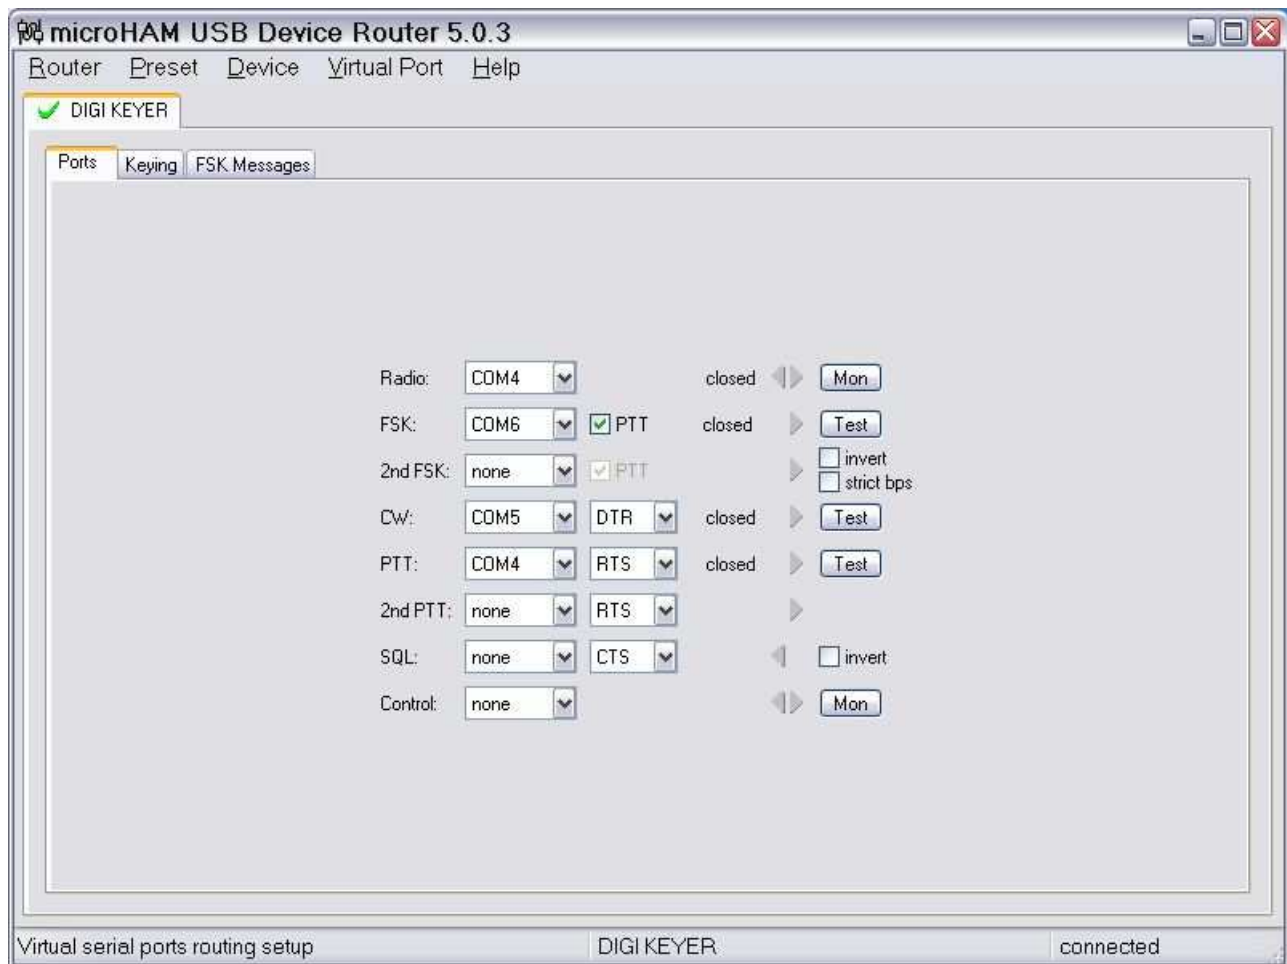 microHAM USB Device Router 5.0.3
Router Preset Device Virtual Port Help
DIGI KEYER
Ports Keying FSK Messages
Radio: COM4 closed Mon
FSK: COM6 PTT closed Test
2nd FSK: none PTT invert
strict bps
CW: COM5 DTR closed Test
PTT: COM4 RTS closed Test
2nd PTT: none RTS
SQL: none CTS invert
Control: none Mon
Virtual serial ports routing setup DIGI KEYER connected